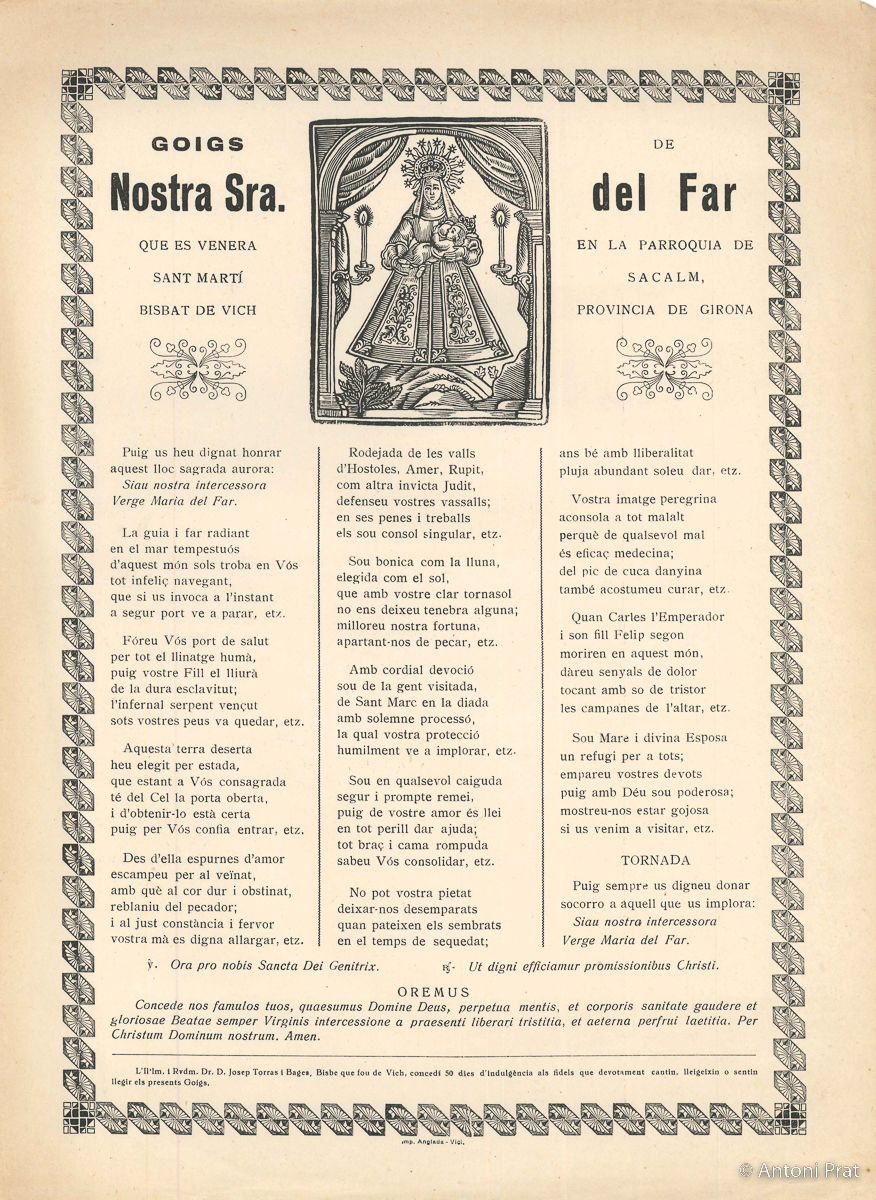 GOIGS DE
Nostra Sra. del Far
QUE ES VENERA EN LA PARROQUIA DE
SANT MARTÍ SACALM,
BISBAT DE VICH PROVINCIA DE GIRONA
Puig us heu dignat honrar
aquest lloc sagrada aurora:
Siau nostra intercessora
Verge Maria del Far.
La guia i far radiant
en el mar tempestuós
d'aquest món sols troba en Vós
tot infeliç navegant,
que si us invoca a l'instant
a segur port ve a parar, etz.
Fóreu Vós port de salut
per tot el llinatge humà,
puig vostre Fill el lliurà
de la dura esclavitut;
l'infernal serpent vençut
sots vostres peus va quedar, etz.
Aquesta terra deserta
heu elegit per estada,
que estant a Vós consagrada
té del Cel la porta oberta,
i d'obtenir-lo està certa
puig per Vós confia entrar, etz.
Des d'ella espurnes d'amor
escampeu per al veïnat,
amb què al cor dur i obstinat,
reblaniu del pecador;
i al just constància i fervor
vostra mà es digna allargar, etz.
Rodejada de les valls
d'Hostoles, Amer, Rupit,
com altra invicta Judit,
defenseu vostres vassalls;
en ses penes i treballs
els sou consol singular, etz.
Sou bonica com la lluna,
elegida com el sol,
que amb vostre clar tornasol
no ens deixeu tenebra alguna;
milloreu nostra fortuna,
apartant-nos de pecar, etz.
Amb cordial devoció
sou de la gent visitada,
de Sant Marc en la diada
amb solemne processó,
la qual vostra protecció
humilment ve a implorar, etz.
Sou en qualsevol caiguda
segur i prompte remei,
puig de vostre amor és llei
en tot perill dar ajuda;
tot braç i cama rompuda
sabeu Vós consolidar, etz.
No pot vostra pietat
deixar-nos desemparats
quan pateixen els sembrats
en el temps de sequedat;
ans bé amb lliberalitat
pluja abundant soleu dar, etz.
Vostra imatge peregrina
aconsola a tot malalt
perquè de qualsevol mal
és eficaç medecina;
del pic de cuca danyina
també acostumeu curar, etz.
Quan Carles l'Emperador
i son fill Felip segon
moriren en aquest món,
dàreu senyals de dolor
tocant amb so de tristor
les campanes de l'altar, etz.
Sou Mare i divina Esposa
un refugi per a tots;
empareu vostres devots
puig amb Déu sou poderosa;
mostreu-nos estar gojosa
si us venim a visitar, etz.
TORNADA
Puig sempre us digneu donar
socorro a aquell que us implora:
Siau nostra intercessora
Verge Maria del Far.
℣. Ora pro nobis Sancta Dei Genitrix. ℟. Ut digni efficiamur promissionibus Christi.
OREMUS
Concede nos famulos tuos, quaesumus Domine Deus, perpetua mentis, et corporis sanitate gaudere et
gloriosae Beatae semper Virginis intercessione a praesenti liberari tristitia, et aeterna perfrui laetitia. Per
Christum Dominum nostrum. Amen.
L'Il·lm. i Rvdm. Dr. D. Josep Torras i Bages, Bisbe que fou de Vich, concedí 50 dies d'indulgència als fidels que devotament cantin, llegeixin o sentin
llegir els presents Goigs.
Imp. Anglada - Vich.
© Antoni Prat